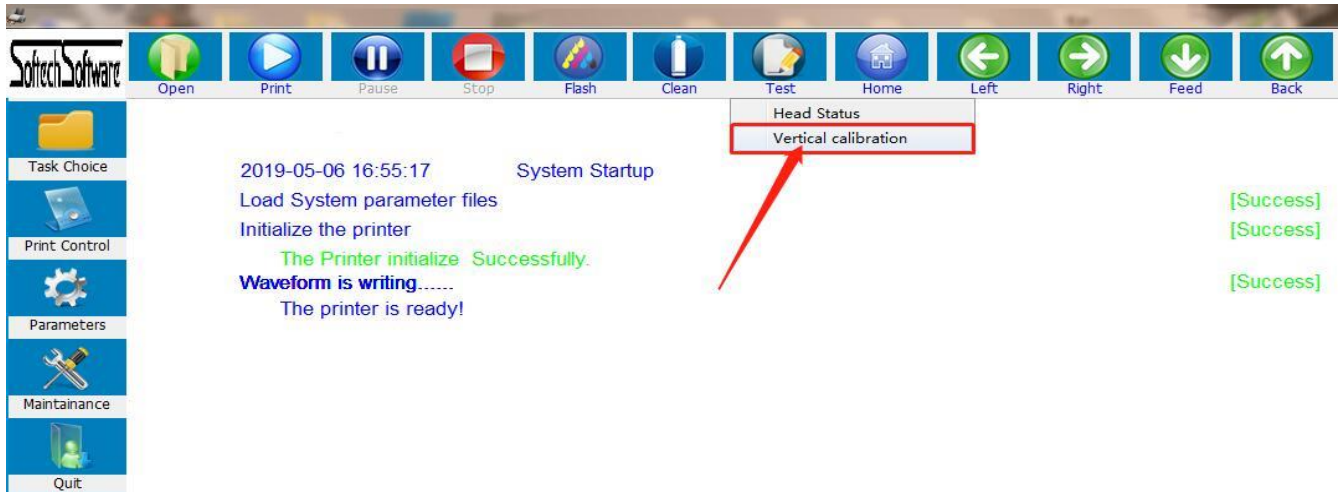 Softech Software
Open Print Pause Stop Flash Clean Test Home Left Right Feed Back
Head Status
Vertical calibration
Task Choice
2019-05-06 16:55:17 System Startup
Load System parameter files [Success]
Initialize the printer [Success]
Print Control
The Printer initialize Successfully.
Waveform is writing...... [Success]
The printer is ready!
Parameters
Maintainance
Quit